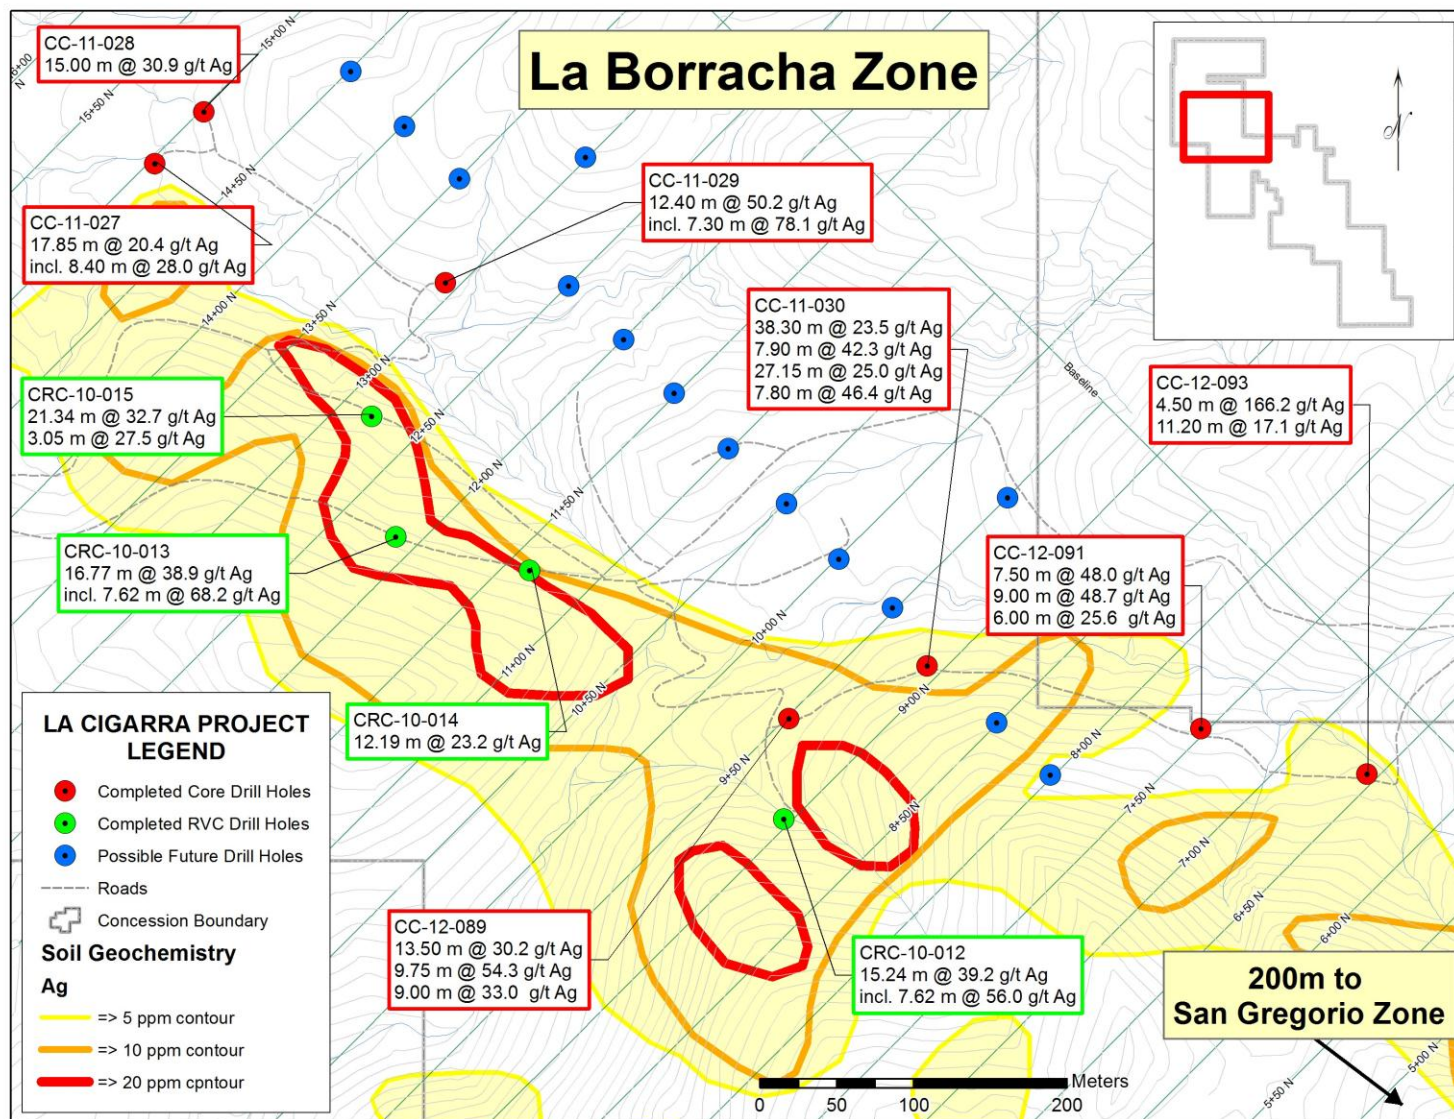 La Borracha Zone
CC-11-028
15.00 m @ 30.9 g/t Ag
CC-11-027
17.85 m @ 20.4 g/t Ag
incl. 8.40 m @ 28.0 g/t Ag
CC-11-029
12.40 m @ 50.2 g/t Ag
incl. 7.30 m @ 78.1 g/t Ag
CC-11-030
38.30 m @ 23.5 g/t Ag
7.90 m @ 42.3 g/t Ag
27.15 m @ 25.0 g/t Ag
7.80 m @ 46.4 g/t Ag
CC-12-093
4.50 m @ 166.2 g/t Ag
11.20 m @ 17.1 g/t Ag
CRC-10-015
21.34 m @ 32.7 g/t Ag
3.05 m @ 27.5 g/t Ag
CRC-10-013
16.77 m @ 38.9 g/t Ag
incl. 7.62 m @ 68.2 g/t Ag
CC-12-091
7.50 m @ 48.0 g/t Ag
9.00 m @ 48.7 g/t Ag
6.00 m @ 25.6 g/t Ag
CRC-10-014
12.19 m @ 23.2 g/t Ag
CC-12-089
13.50 m @ 30.2 g/t Ag
9.75 m @ 54.3 g/t Ag
9.00 m @ 33.0 g/t Ag
CRC-10-012
15.24 m @ 39.2 g/t Ag
incl. 7.62 m @ 56.0 g/t Ag
200m to
San Gregorio Zone
N
Baseline
16+00
N
15+50 N
15+00 N
14+50 N
14+00 N
13+50 N
13+00 N
12+50 N
12+00 N
11+50 N
11+00 N
10+50 N
10+00 N
9+50 N
9+00 N
8+50 N
8+00 N
7+50 N
7+00 N
6+50 N
6+00 N
5+50 N
5+00 N
LA CIGARRA PROJECT
LEGEND
Completed Core Drill Holes
Completed RVC Drill Holes
Possible Future Drill Holes
Roads
Concession Boundary
Soil Geochemistry
Ag
=> 5 ppm contour
=> 10 ppm contour
=> 20 ppm cpntour
Meters
0 50 100 200